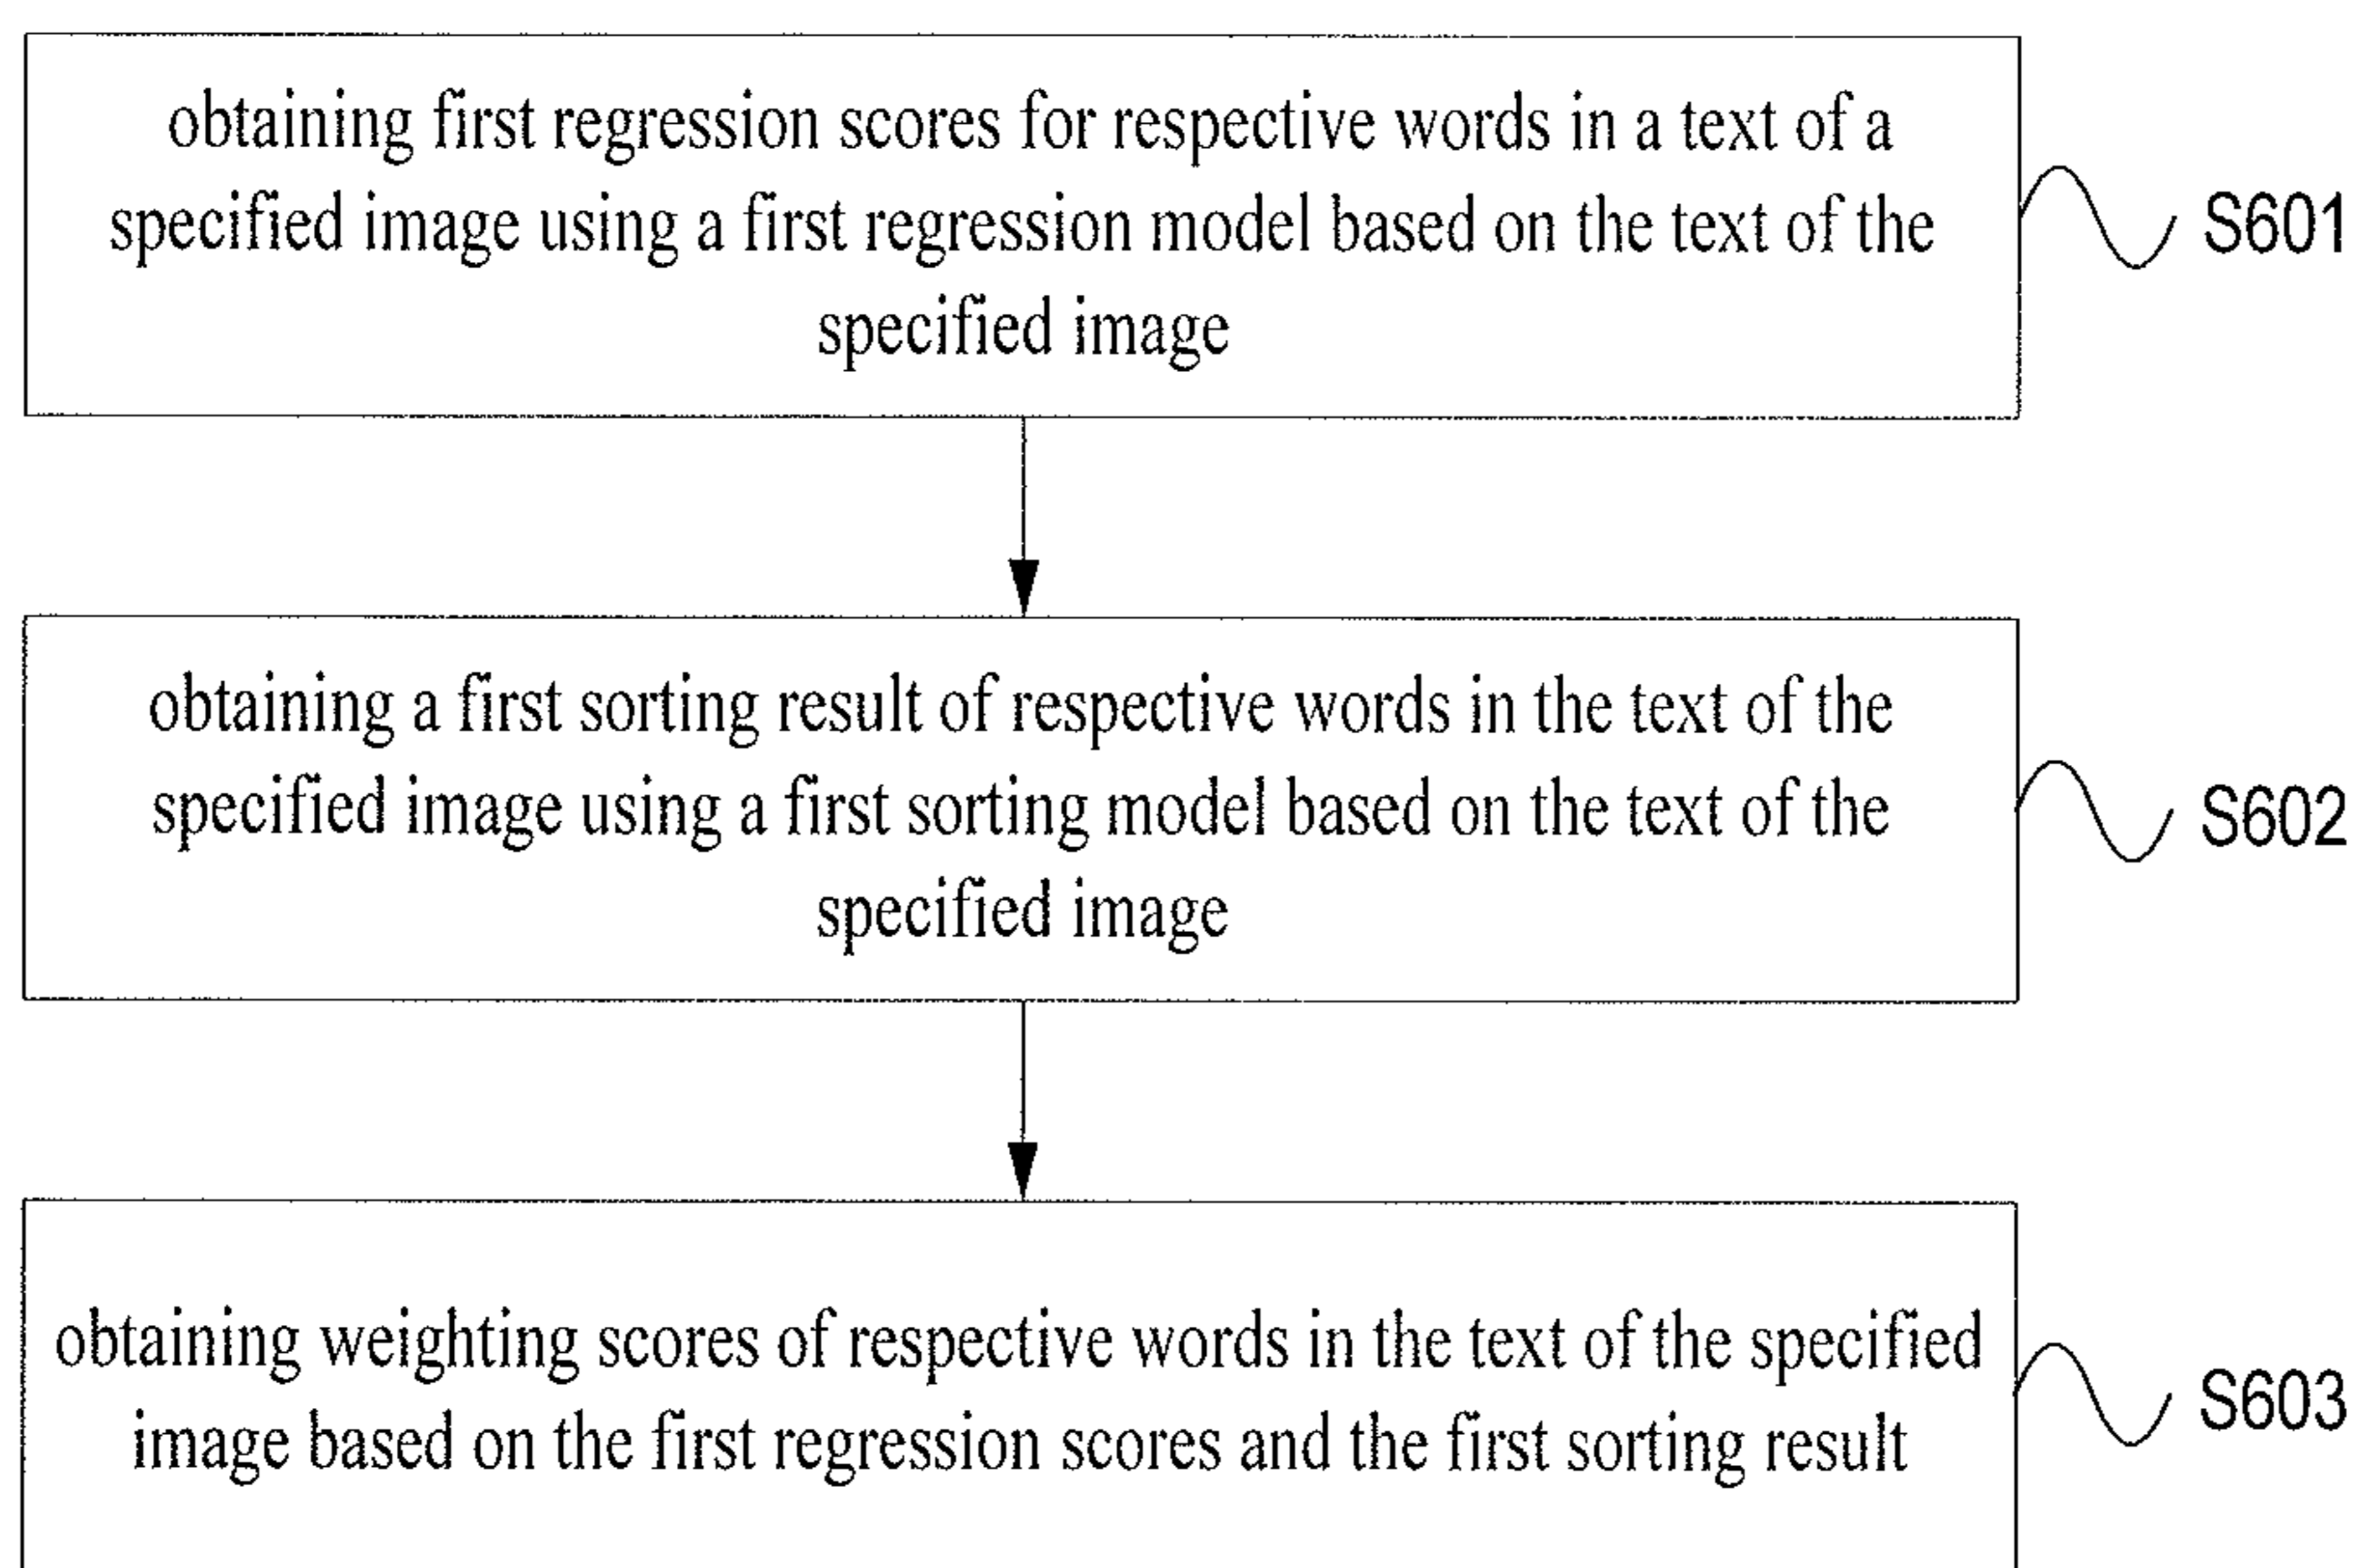 obtaining first regression scores for respective words in a text of a
specified image using a first regression model based on the text of the
specified image
S601
obtaining a first sorting result of respective words in the text of the
specified image using a first sorting model based on the text of the
specified image
S602
obtaining weighting scores of respective words in the text of the specified
image based on the first regression scores and the first sorting result
S603